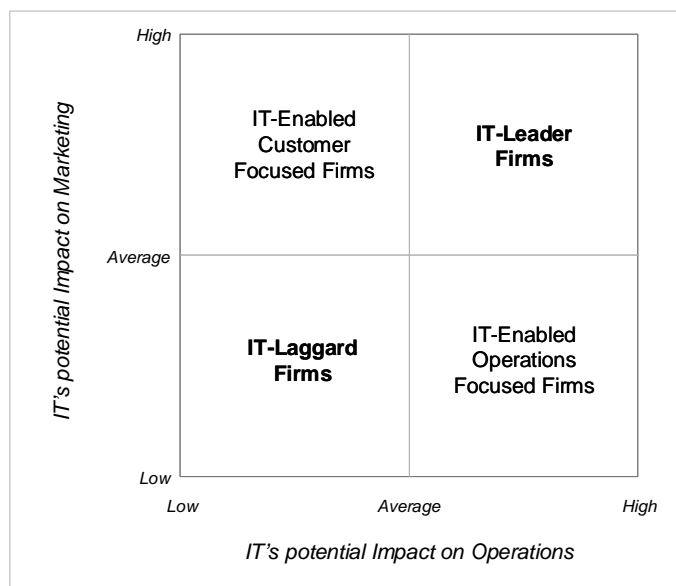 High
IT-Enabled
Customer
Focused Firms
IT-Leader
Firms
IT's potential Impact on Marketing
Average
IT-Laggard
Firms
IT-Enabled
Operations
Focused Firms
Low
Low
Average
High
IT's potential Impact on Operations